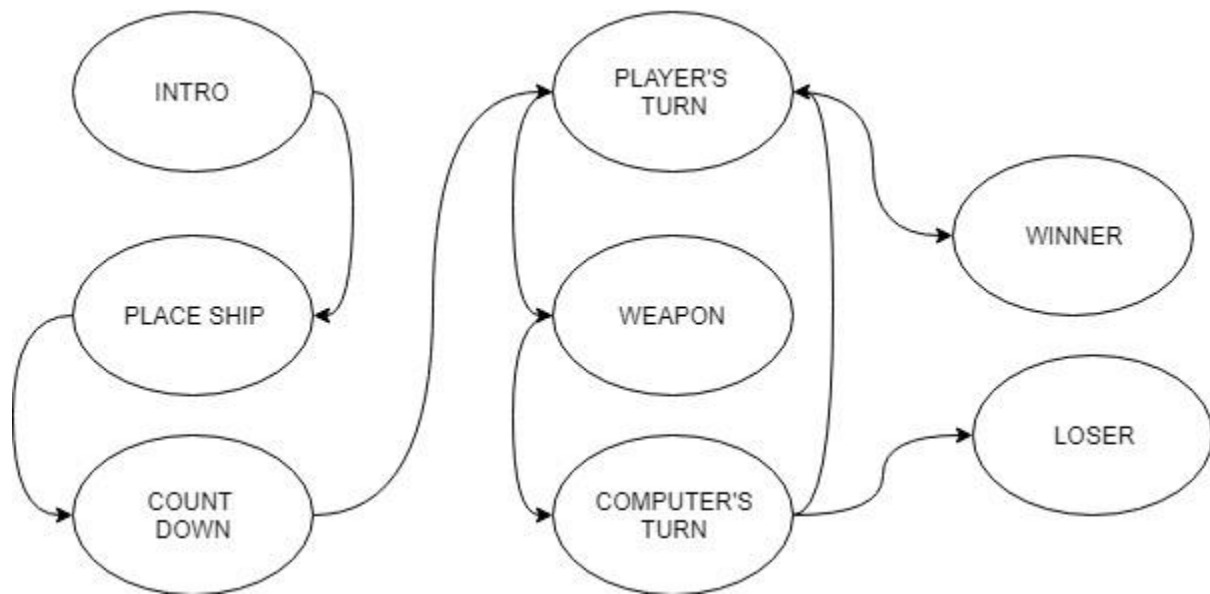 INTRO
PLACE SHIP
COUNT
DOWN
PLAYER'S
TURN
WEAPON
COMPUTER'S
TURN
WINNER
LOSER